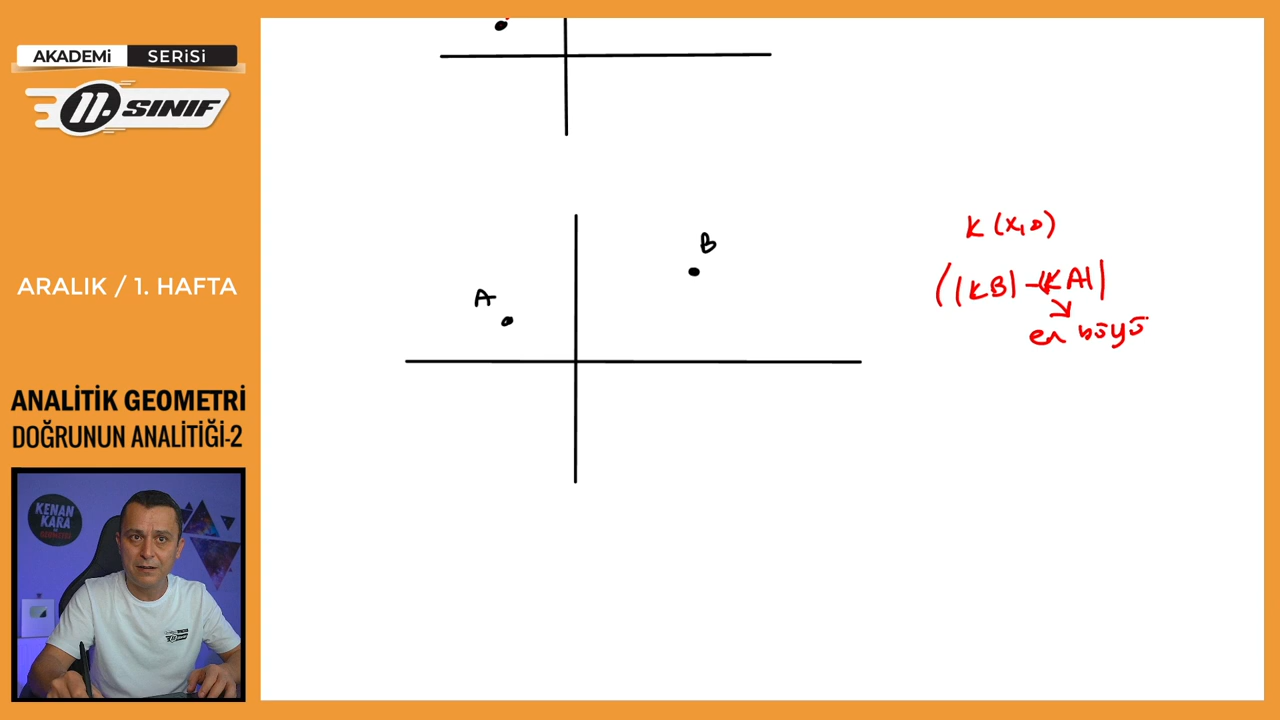 AKADEMİ SERİSİ
11. SINIF
ARALIK / 1. HAFTA
ANALİTİK GEOMETRİ
DOĞRUNUN ANALİTİĞİ-2
KENAN
KARA
A
B
K (x, 0)
| |KB| - |KA| |
en büyü